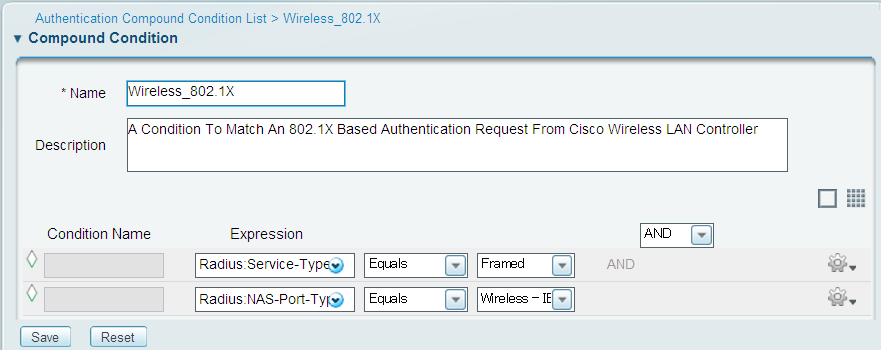 Authentication Compound Condition List > Wireless_802.1X
▼ Compound Condition
* Name Wireless_802.1X
Description A Condition To Match An 802.1X Based Authentication Request From Cisco Wireless LAN Controller
Condition Name Expression AND
Radius:Service-Type Equals Framed AND
Radius:NAS-Port-Typ Equals Wireless – IE
Save Reset